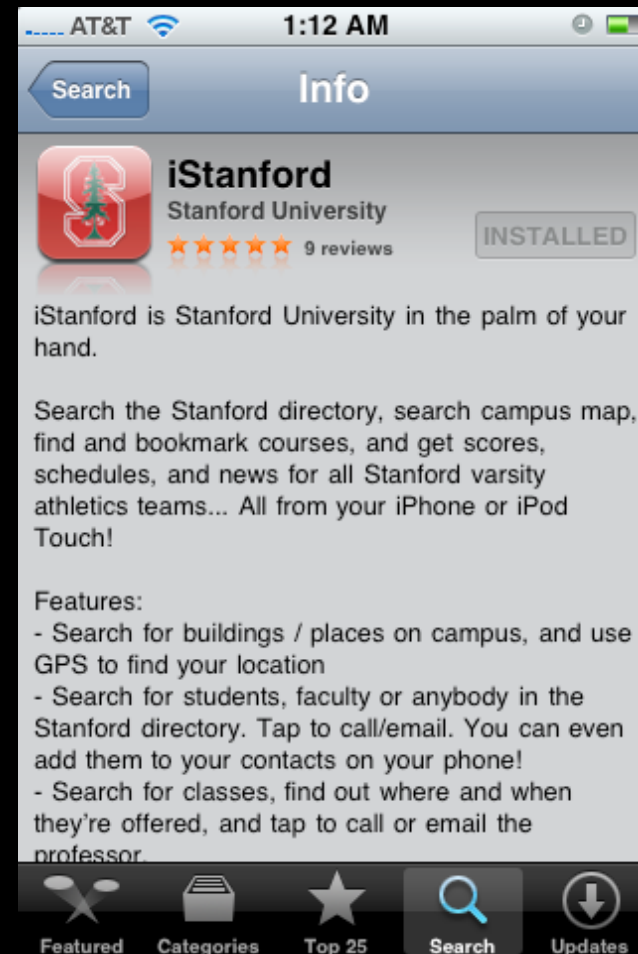 AT&T 1:12 AM
Search Info
iStanford
Stanford University
9 reviews
INSTALLED
iStanford is Stanford University in the palm of your
hand.
Search the Stanford directory, search campus map,
find and bookmark courses, and get scores,
schedules, and news for all Stanford varsity
athletics teams... All from your iPhone or iPod
Touch!
Features:
- Search for buildings / places on campus, and use
GPS to find your location
- Search for students, faculty or anybody in the
Stanford directory. Tap to call/email. You can even
add them to your contacts on your phone!
- Search for classes, find out where and when
they're offered, and tap to call or email the
professor.
Featured Categories Top 25 Search Updates